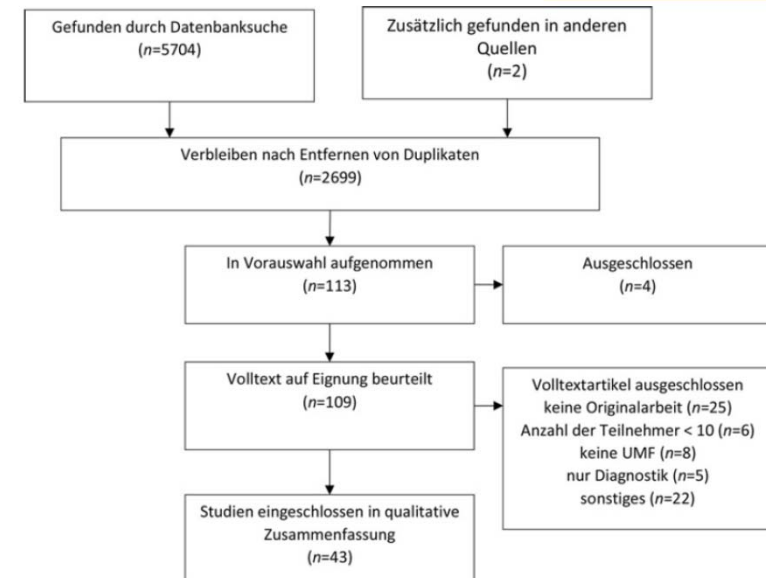 Gefunden durch Datenbanksuche
(n=5704)
Zusätzlich gefunden in anderen
Quellen
(n=2)
Verbleiben nach Entfernen von Duplikaten
(n=2699)
In Vorauswahl aufgenommen
(n=113)
Ausgeschlossen
(n=4)
Volltext auf Eignung beurteilt
(n=109)
Volltextartikel ausgeschlossen
keine Originalarbeit (n=25)
Anzahl der Teilnehmer < 10 (n=6)
keine UMF (n=8)
nur Diagnostik (n=5)
sonstiges (n=22)
Studien eingeschlossen in qualitative
Zusammenfassung
(n=43)